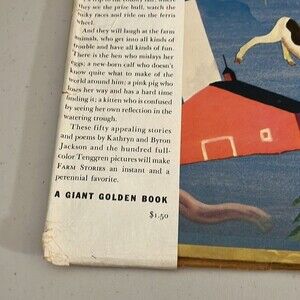 they see the prize bull, watch the
races and ride on the ferris
wheel.
And they will laugh at the farm
animals, who get into all kinds of
trouble and have all kinds of fun.
There is the hen who mislays her
eggs; a new-born calf who doesn't
know quite what to make of the
world around him; a pink pig who
loses her way and has a hard time
finding it; a kitten who is confused
by seeing her own reflection in the
watering trough.
These fifty appealing stories
and poems by Kathryn and Byron
Jackson and the hundred full-
color Tenggren pictures will make
FARM STORIES an instant and a
perennial favorite.
A GIANT GOLDEN BOOK
$1.50